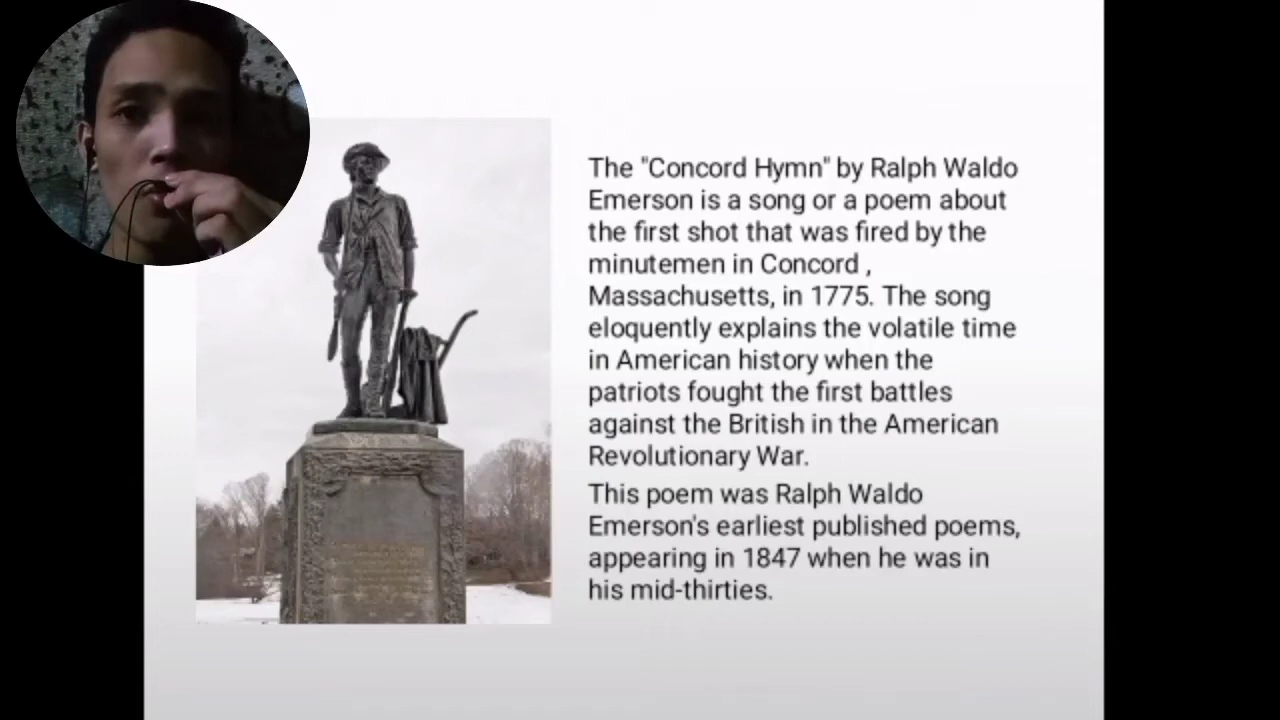 The "Concord Hymn" by Ralph Waldo
Emerson is a song or a poem about
the first shot that was fired by the
minutemen in Concord ,
Massachusetts, in 1775. The song
eloquently explains the volatile time
in American history when the
patriots fought the first battles
against the British in the American
Revolutionary War.
This poem was Ralph Waldo
Emerson's earliest published poems,
appearing in 1847 when he was in
his mid-thirties.